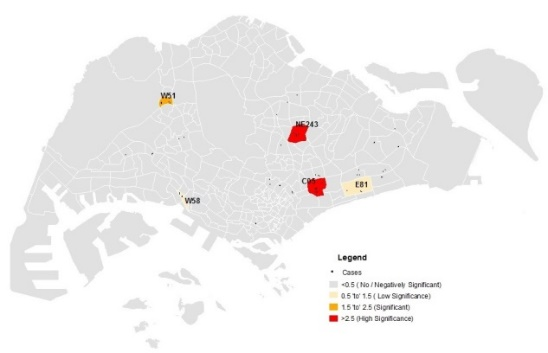 W51
NE243
E81
W58
Legend
Cases
<0.5 ( No / Negatively Significant)
0.5 'to' 1.5 ( Low Significance)
1.5 'to' 2.5 (Significant)
>2.5 (High Significance)